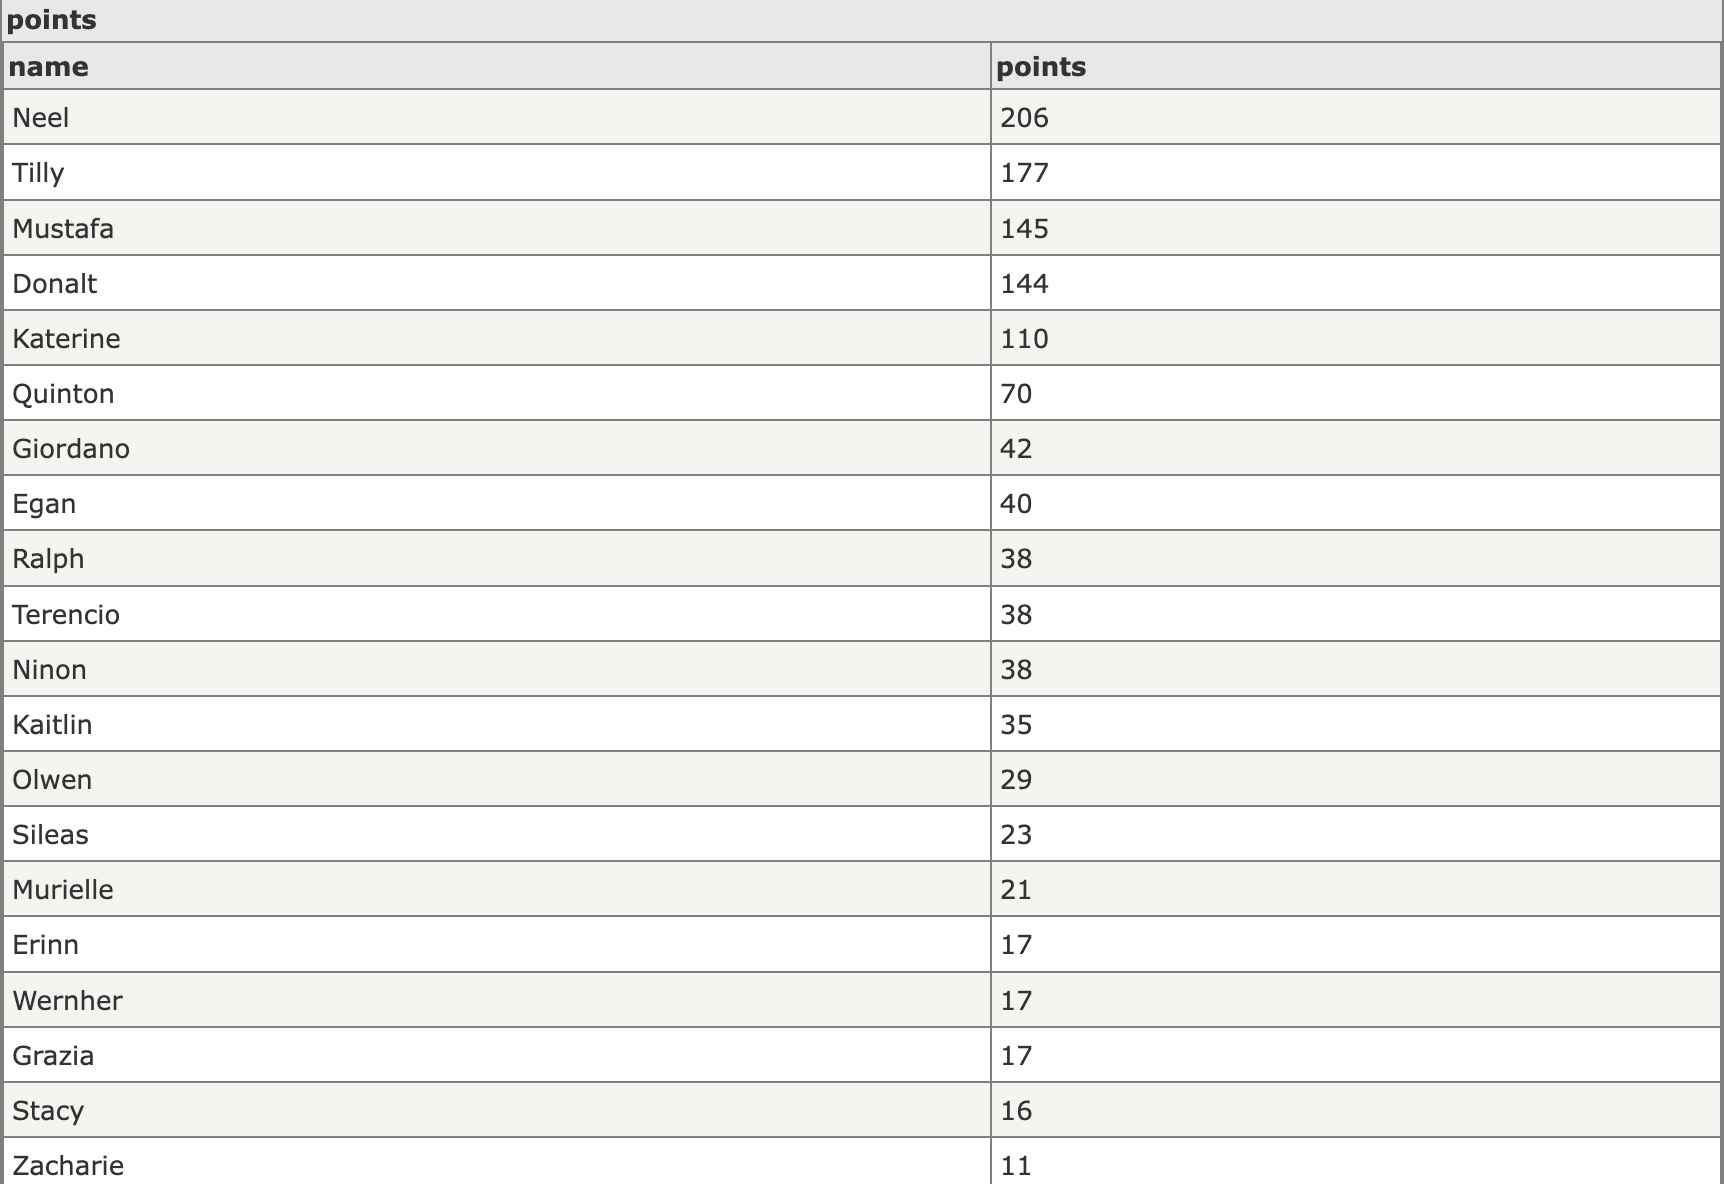 points
name points
Neel 206
Tilly 177
Mustafa 145
Donalt 144
Katerine 110
Quinton 70
Giordano 42
Egan 40
Ralph 38
Terencio 38
Ninon 38
Kaitlin 35
Olwen 29
Sileas 23
Murielle 21
Erinn 17
Wernher 17
Grazia 17
Stacy 16
Zacharie 11